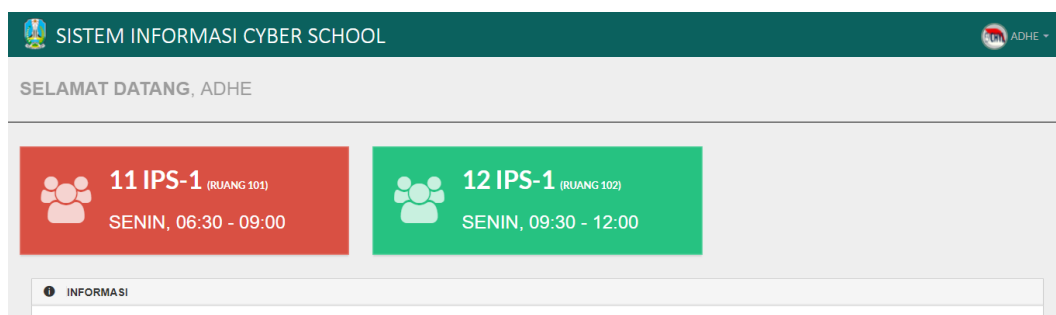 SISTEM INFORMASI CYBER SCHOOL
ADHE
SELAMAT DATANG, ADHE
11 IPS-1 (RUANG 101)
SENIN, 06:30 - 09:00
12 IPS-1 (RUANG 102)
SENIN, 09:30 - 12:00
INFORMASI